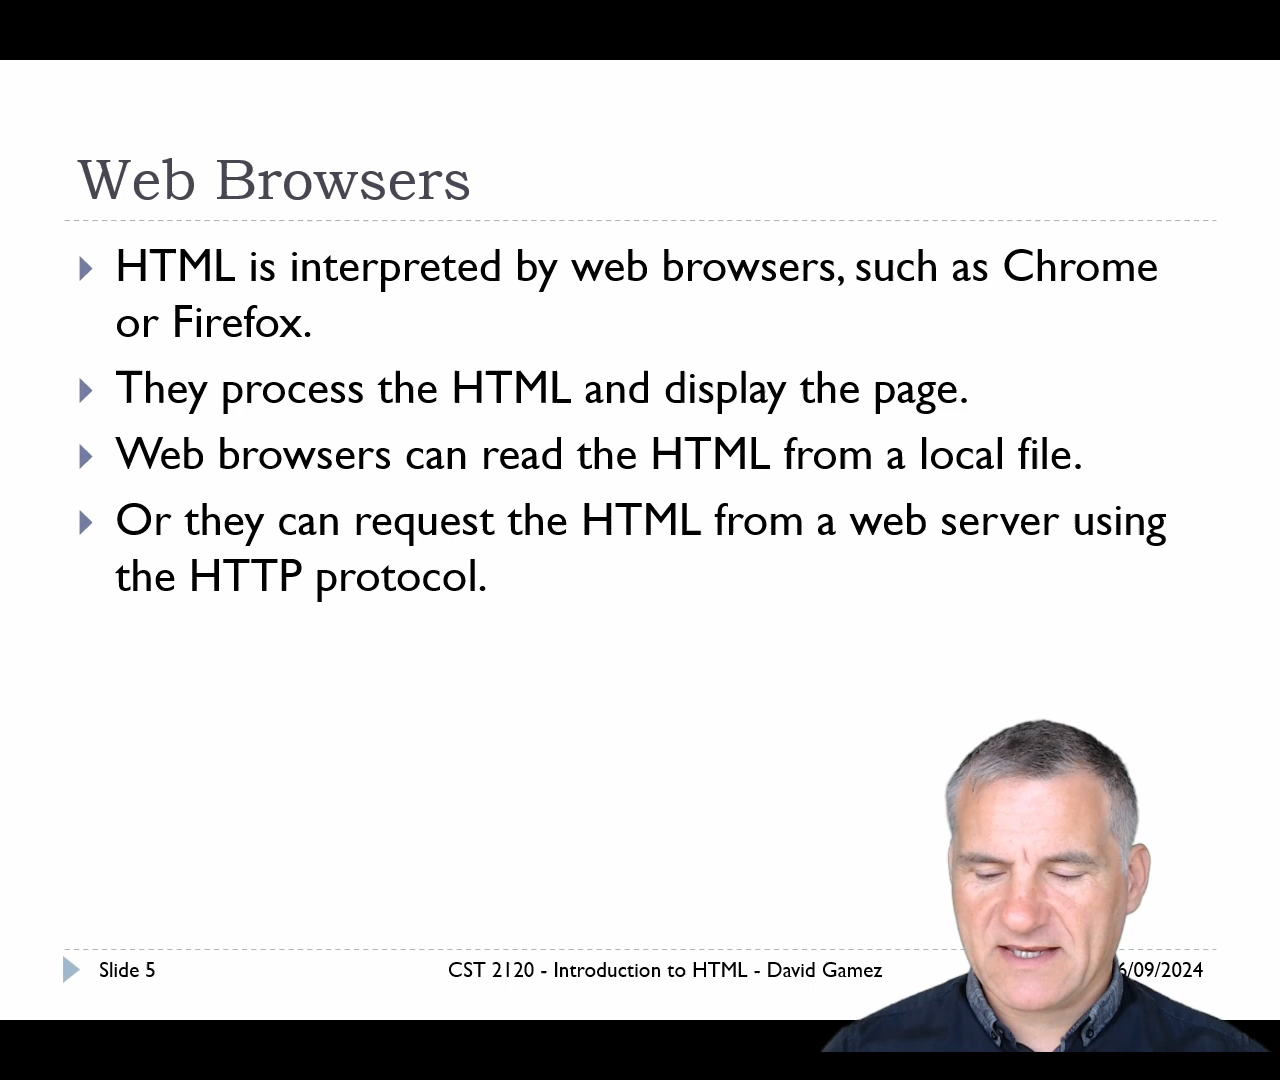 Web Browsers
HTML is interpreted by web browsers, such as Chrome
or Firefox.
They process the HTML and display the page.
Web browsers can read the HTML from a local file.
Or they can request the HTML from a web server using
the HTTP protocol.
Slide 5
CST 2120 - Introduction to HTML - David Gamez
6/09/2024